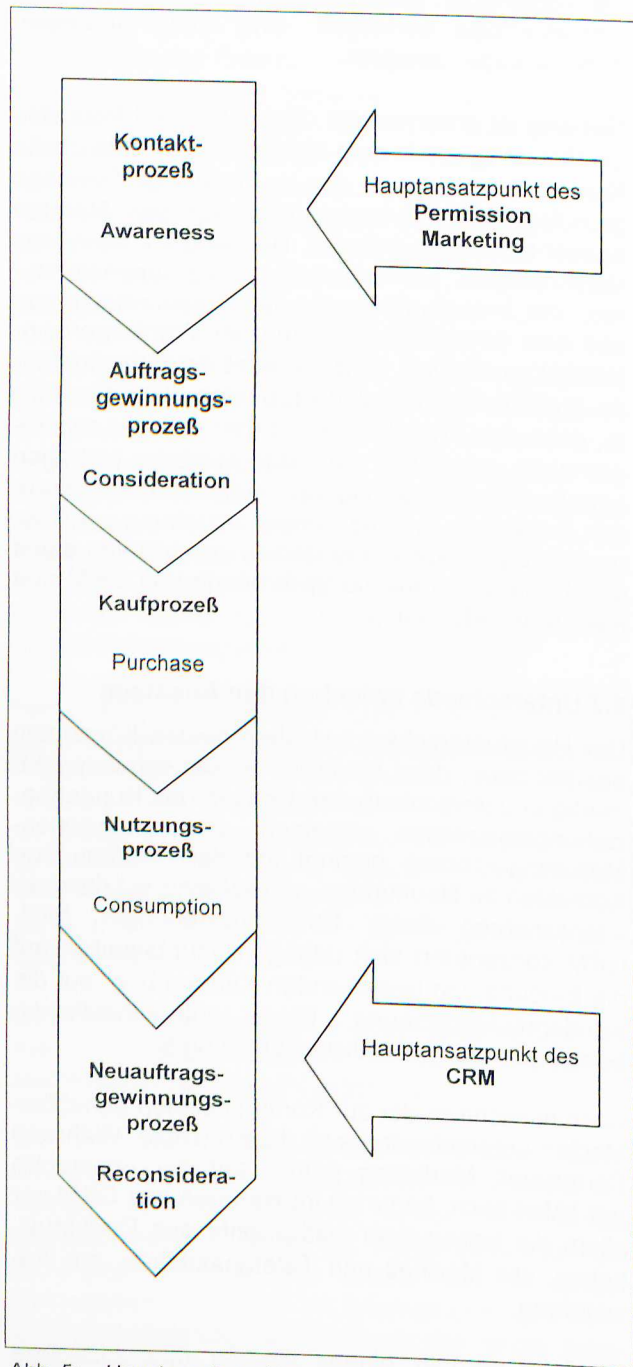 Kontakt-
prozeß
Awareness
Hauptansatzpunkt des
Permission
Marketing
Auftrags-
gewinnungs-
prozeß
Consideration
Kaufprozeß
Purchase
Nutzungs-
prozeß
Consumption
Neuauftrags-
gewinnungs-
prozeß
Reconsidera-
tion
Hauptansatzpunkt des
CRM